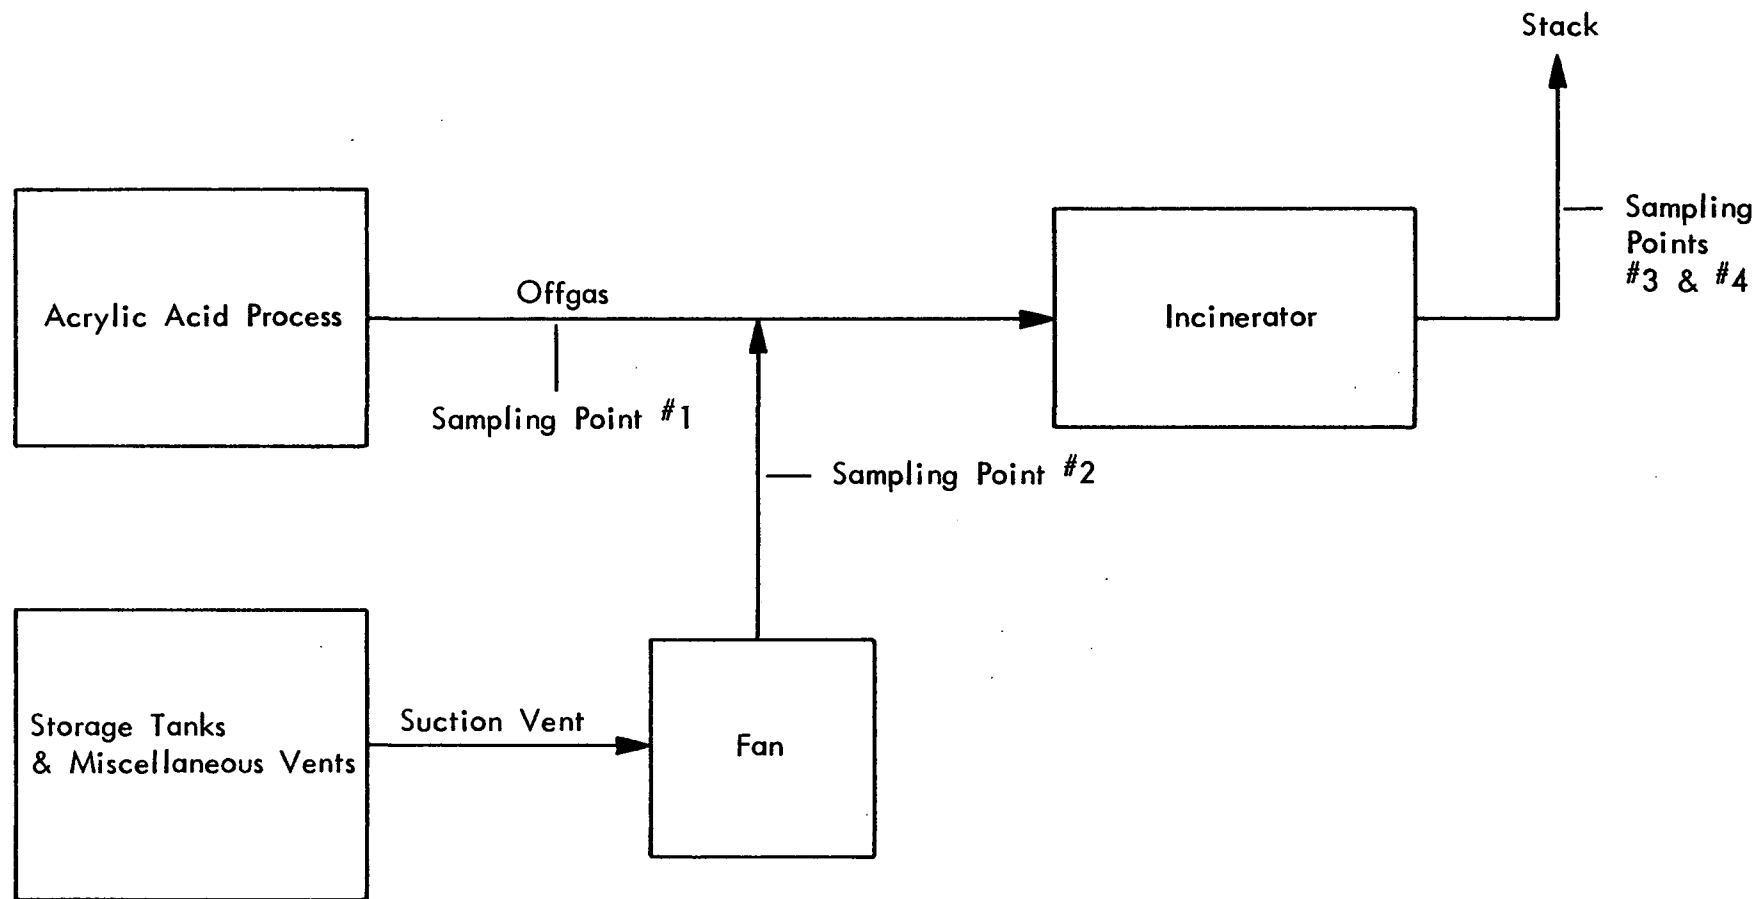 Stack
Sampling
Points
#3 & #4
Offgas
Acrylic Acid Process
Incinerator
Sampling Point #1
Sampling Point #2
Storage Tanks
& Miscellaneous Vents
Suction Vent
Fan